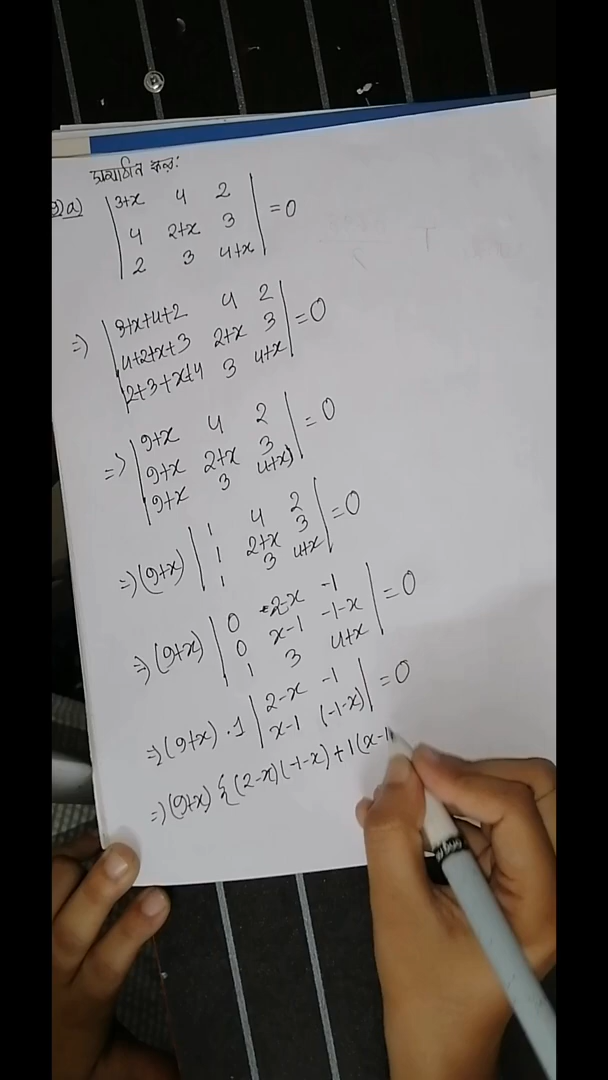 সমাধান কর:
9)a) |3+x 4 2|
|4 2+x 3| =0
|2 3 4+x|
=) |3+x+4+2 4 2|
|4+2+x+3 2+x 3| =0
|2+3+x+4 3 4+x|
=) |9+x 4 2|
|9+x 2+x 3| =0
|9+x 3 4+x|
=) (9+x) |1 4 2|
|1 2+x 3| =0
|1 3 4+x|
=) (9+x) |0 2-x -1|
|0 x-1 -1-x| =0
|1 3 4+x|
=) (9+x) . 1 |2-x -1|
|x-1 (-1-x)| =0
=) (9+x) {(2-x)(-1-x)+1(x-1